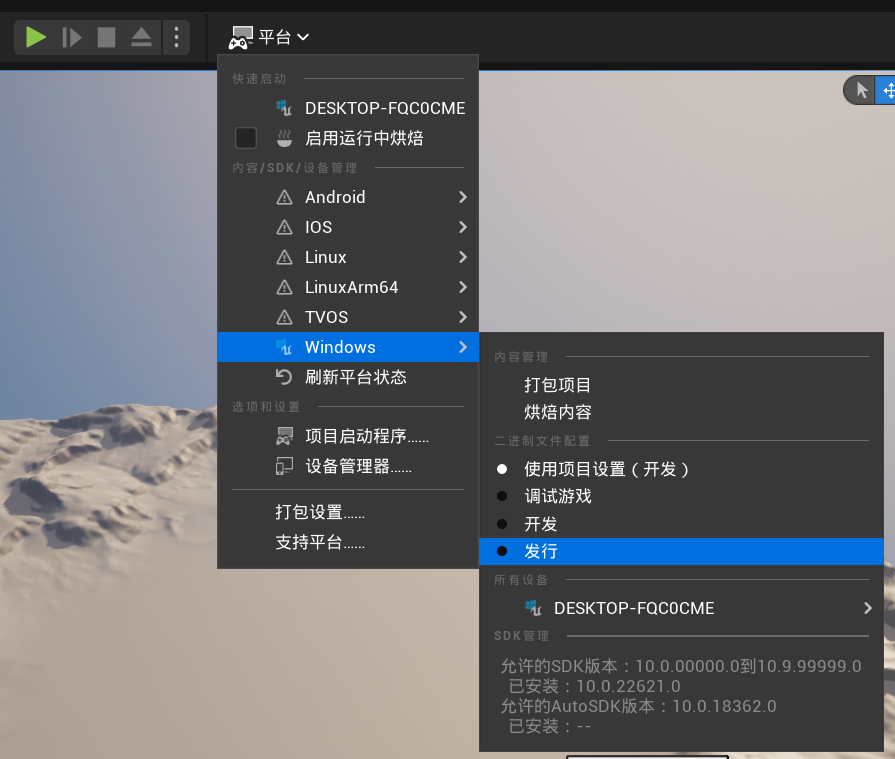 平台
快速启动
DESKTOP-FQC0CME
启用运行中烘焙
内容/SDK/设备管理
Android
IOS
Linux
LinuxArm64
TVOS
Windows
刷新平台状态
选项和设置
项目启动程序......
设备管理器......
打包设置......
支持平台......
内容管理
打包项目
烘焙内容
二进制文件配置
使用项目设置（开发）
调试游戏
开发
发行
所有设备
DESKTOP-FQC0CME
SDK管理
允许的SDK版本：10.0.00000.0到10.9.99999.0
已安装：10.0.22621.0
允许的AutoSDK版本：10.0.18362.0
已安装：--